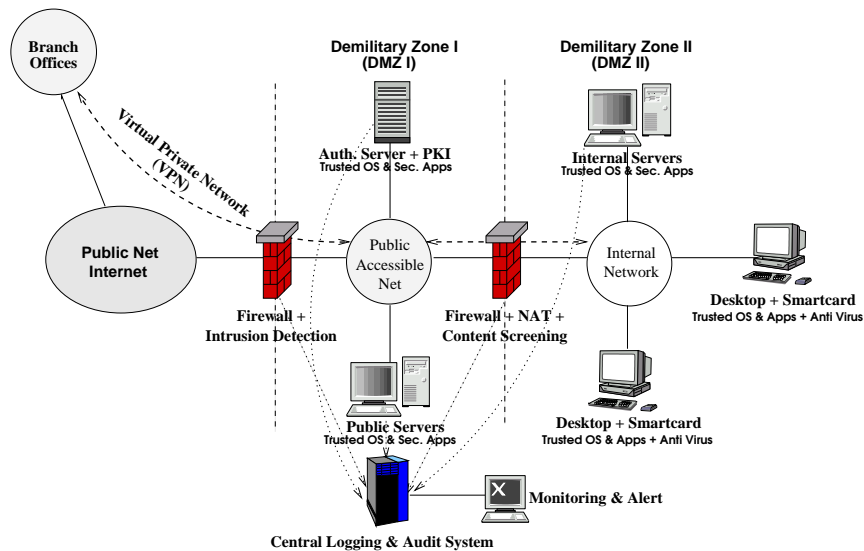 Branch
Offices
Demilitary Zone I
(DMZ I)
Demilitary Zone II
(DMZ II)
Virtual Private Network
(VPN)
Auth. Server + PKI
Trusted OS & Sec. Apps
Internal Servers
Trusted OS & Sec. Apps
Public Net
Internet
Public
Accessible
Net
Internal
Network
Firewall +
Intrusion Detection
Firewall + NAT +
Content Screening
Desktop + Smartcard
Trusted OS & Apps + Anti Virus
Public Servers
Trusted OS & Sec. Apps
Desktop + Smartcard
Trusted OS & Apps + Anti Virus
X
Monitoring & Alert
Central Logging & Audit System